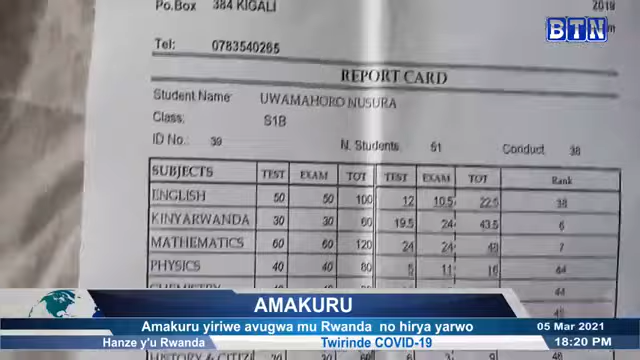 Po.Box 384 KIGALI
2019
BTN
Tel: 0783540265
REPORT CARD
Student Name: UWAMAHORO NUSURA
Class: S1B
ID No.: 39 N. Students 51 Conduct 38
SUBJECTS TEST EXAM TOT TEST EXAM TOT Rank
ENGLISH 50 50 100 12 10.5 22.5 38
KINYARWANDA 30 30 60 19.5 24 43.5 6
MATHEMATICS 60 60 120 24 24 48 7
PHYSICS 40 40 80 5 11 16 44
44
AMAKURU
Amakuru yiriwe avugwa mu Rwanda no hirya yarwo
05 Mar 2021
Hanze y'u Rwanda
Twirinde COVID-19
18:20 PM